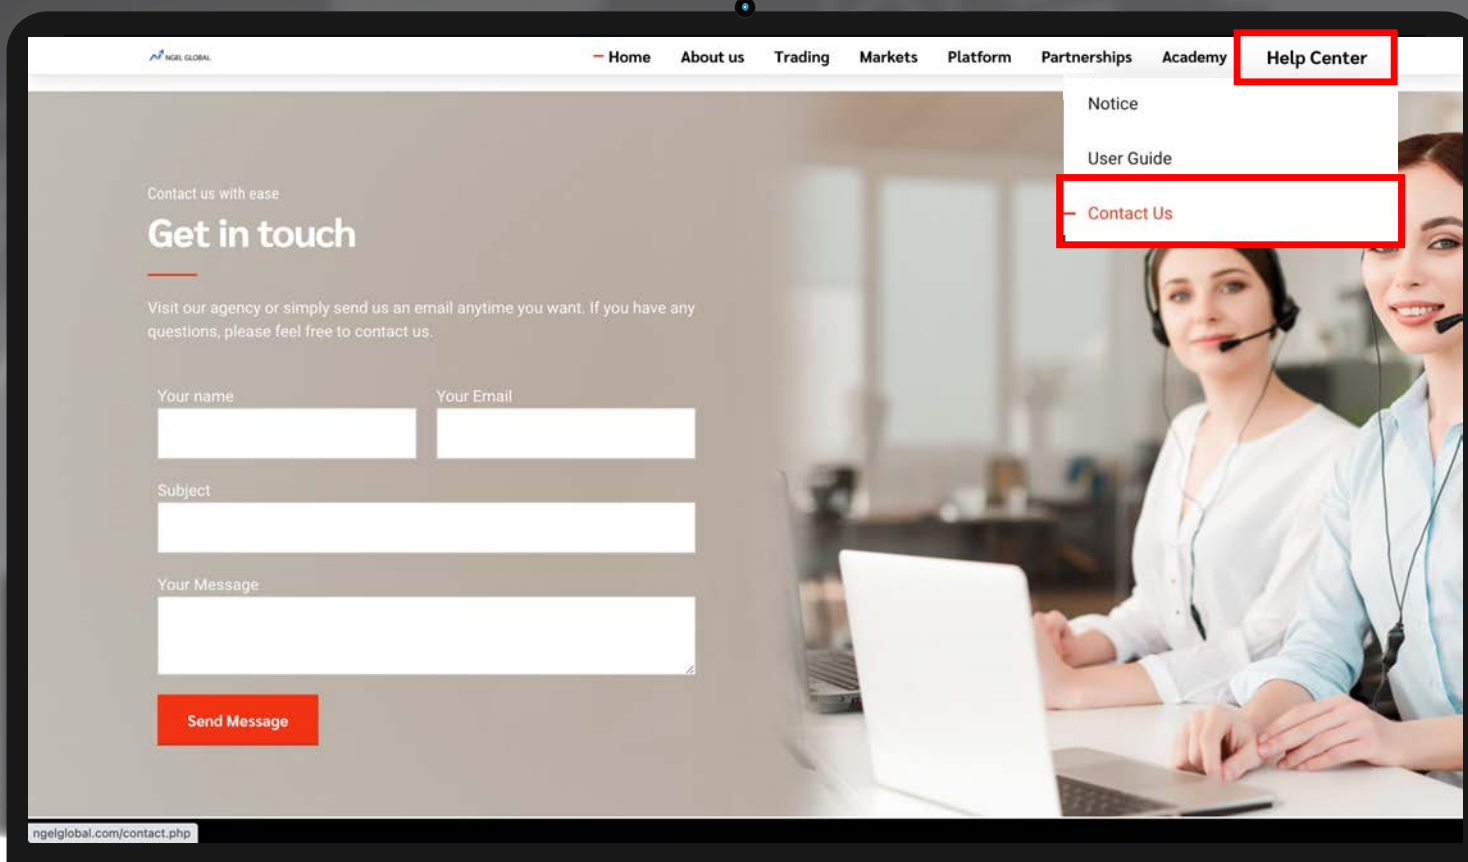 NGEL GLOBAL
Home About us Trading Markets Platform Partnerships Academy Help Center
Notice
User Guide
Contact Us
Contact us with ease
Get in touch
Visit our agency or simply send us an email anytime you want. If you have any
questions, please feel free to contact us.
Your name Your Email
Subject
Your Message
Send Message
ngelglobal.com/contact.php